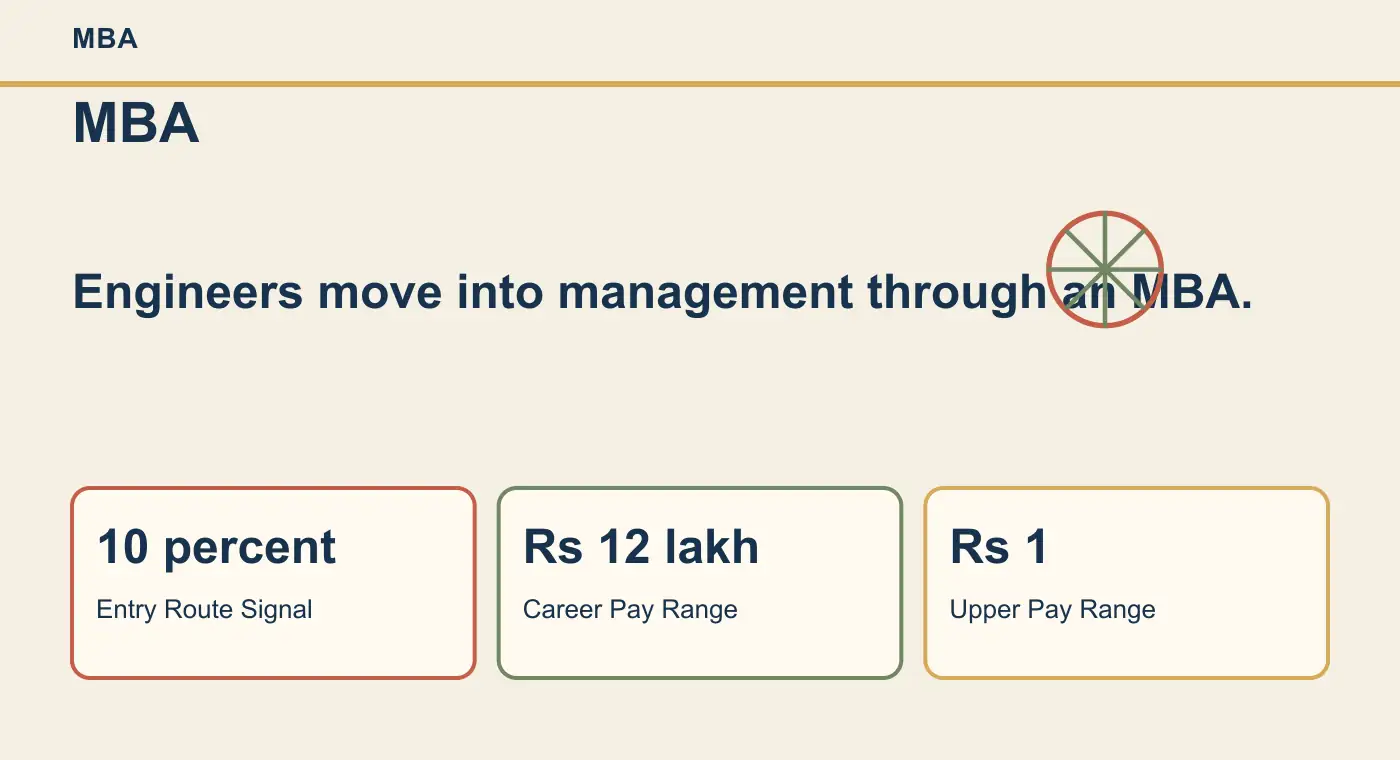 MBA
MBA
Engineers move into management through an MBA.
10 percent
Entry Route Signal
Rs 12 lakh
Career Pay Range
Rs 1
Upper Pay Range